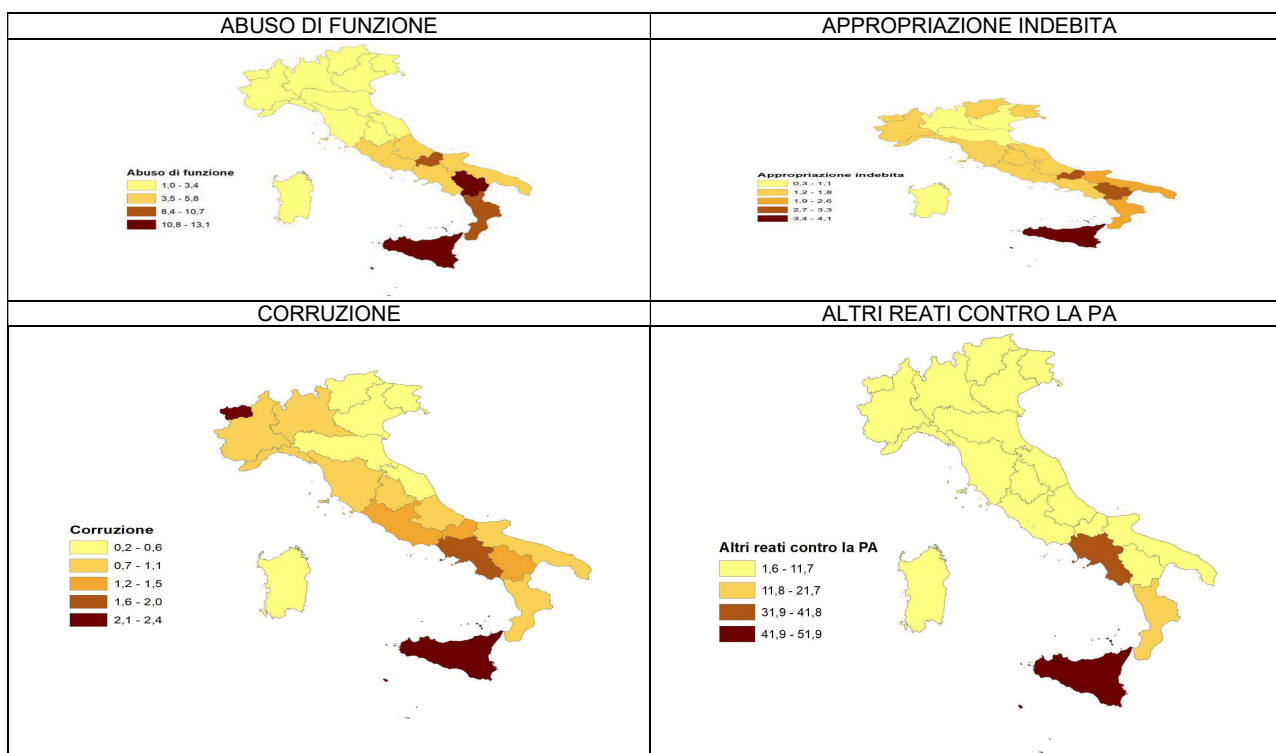 ABUSO DI FUNZIONE
APPROPRIAZIONE INDEBITA
Abuso di funzione
1,0 - 3,4
3,5 - 5,8
8,4 - 10,7
10,8 - 13,1
Appropriazione indebita
0,3 - 1,1
1,2 - 1,8
1,9 - 2,6
2,7 - 3,3
3,4 - 4,1
CORRUZIONE
ALTRI REATI CONTRO LA PA
Corruzione
0,2 - 0,6
0,7 - 1,1
1,2 - 1,5
1,6 - 2,0
2,1 - 2,4
Altri reati contro la PA
1,6 - 11,7
11,8 - 21,7
31,9 - 41,8
41,9 - 51,9